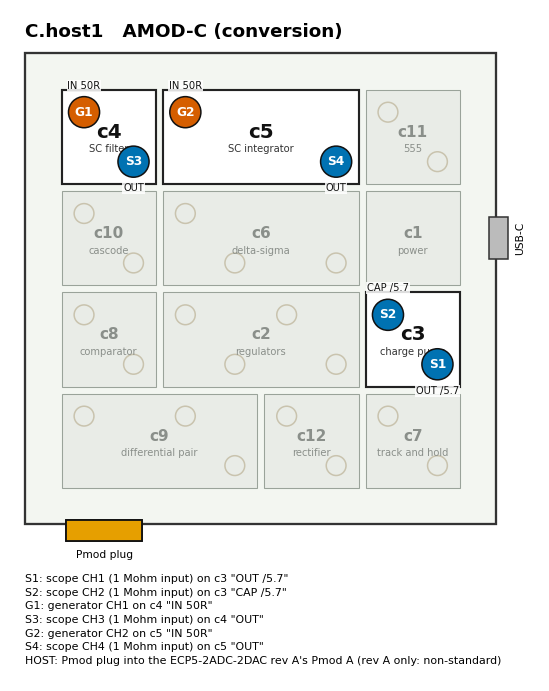 C.host1 AMOD-C (conversion)
IN 50R
IN 50R
G1
G2
c4
c5
c11
SC filter
SC integrator
555
S3
S4
OUT
OUT
c10
c6
c1
cascode
delta-sigma
power
USB-C
CAP /5.7
S2
c8
c2
c3
comparator
regulators
charge pu
S1
OUT /5.7
c9
c12
c7
differential pair
rectifier
track and hold
Pmod plug
S1: scope CH1 (1 Mohm input) on c3 "OUT /5.7"
S2: scope CH2 (1 Mohm input) on c3 "CAP /5.7"
G1: generator CH1 on c4 "IN 50R"
S3: scope CH3 (1 Mohm input) on c4 "OUT"
G2: generator CH2 on c5 "IN 50R"
S4: scope CH4 (1 Mohm input) on c5 "OUT"
HOST: Pmod plug into the ECP5-2ADC-2DAC rev A's Pmod A (rev A only: non-standard)